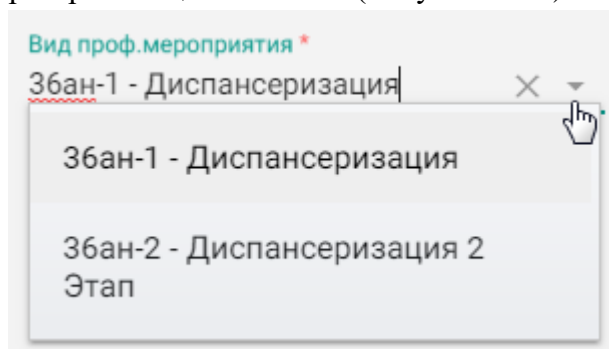 Вид проф.мероприятия *
36ан-1 - Диспансеризация
36ан-1 - Диспансеризация
36ан-2 - Диспансеризация 2
Этап